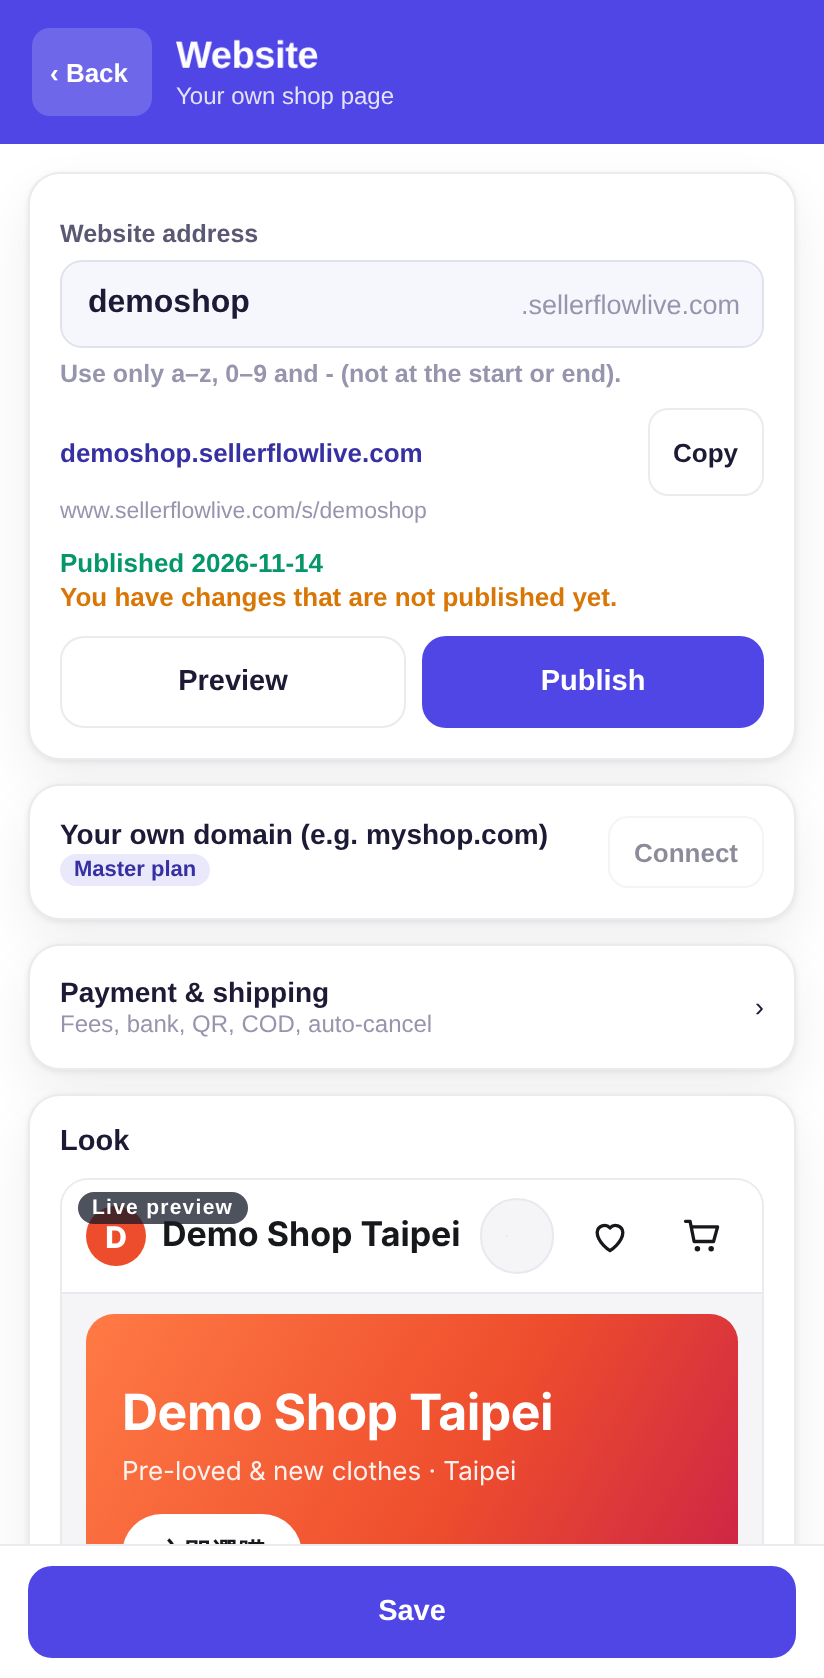 ‹ Back
Website
Your own shop page
Website address
demoshop
.sellerflowlive.com
Use only a–z, 0–9 and - (not at the start or end).
demoshop.sellerflowlive.com
Copy
www.sellerflowlive.com/s/demoshop
Published 2026-11-14
You have changes that are not published yet.
Preview
Publish
Your own domain (e.g. myshop.com)
Master plan
Connect
Payment & shipping
Fees, bank, QR, COD, auto-cancel
›
Look
Live preview
D
Demo Shop Taipei
Demo Shop Taipei
Pre-loved & new clothes · Taipei
Save